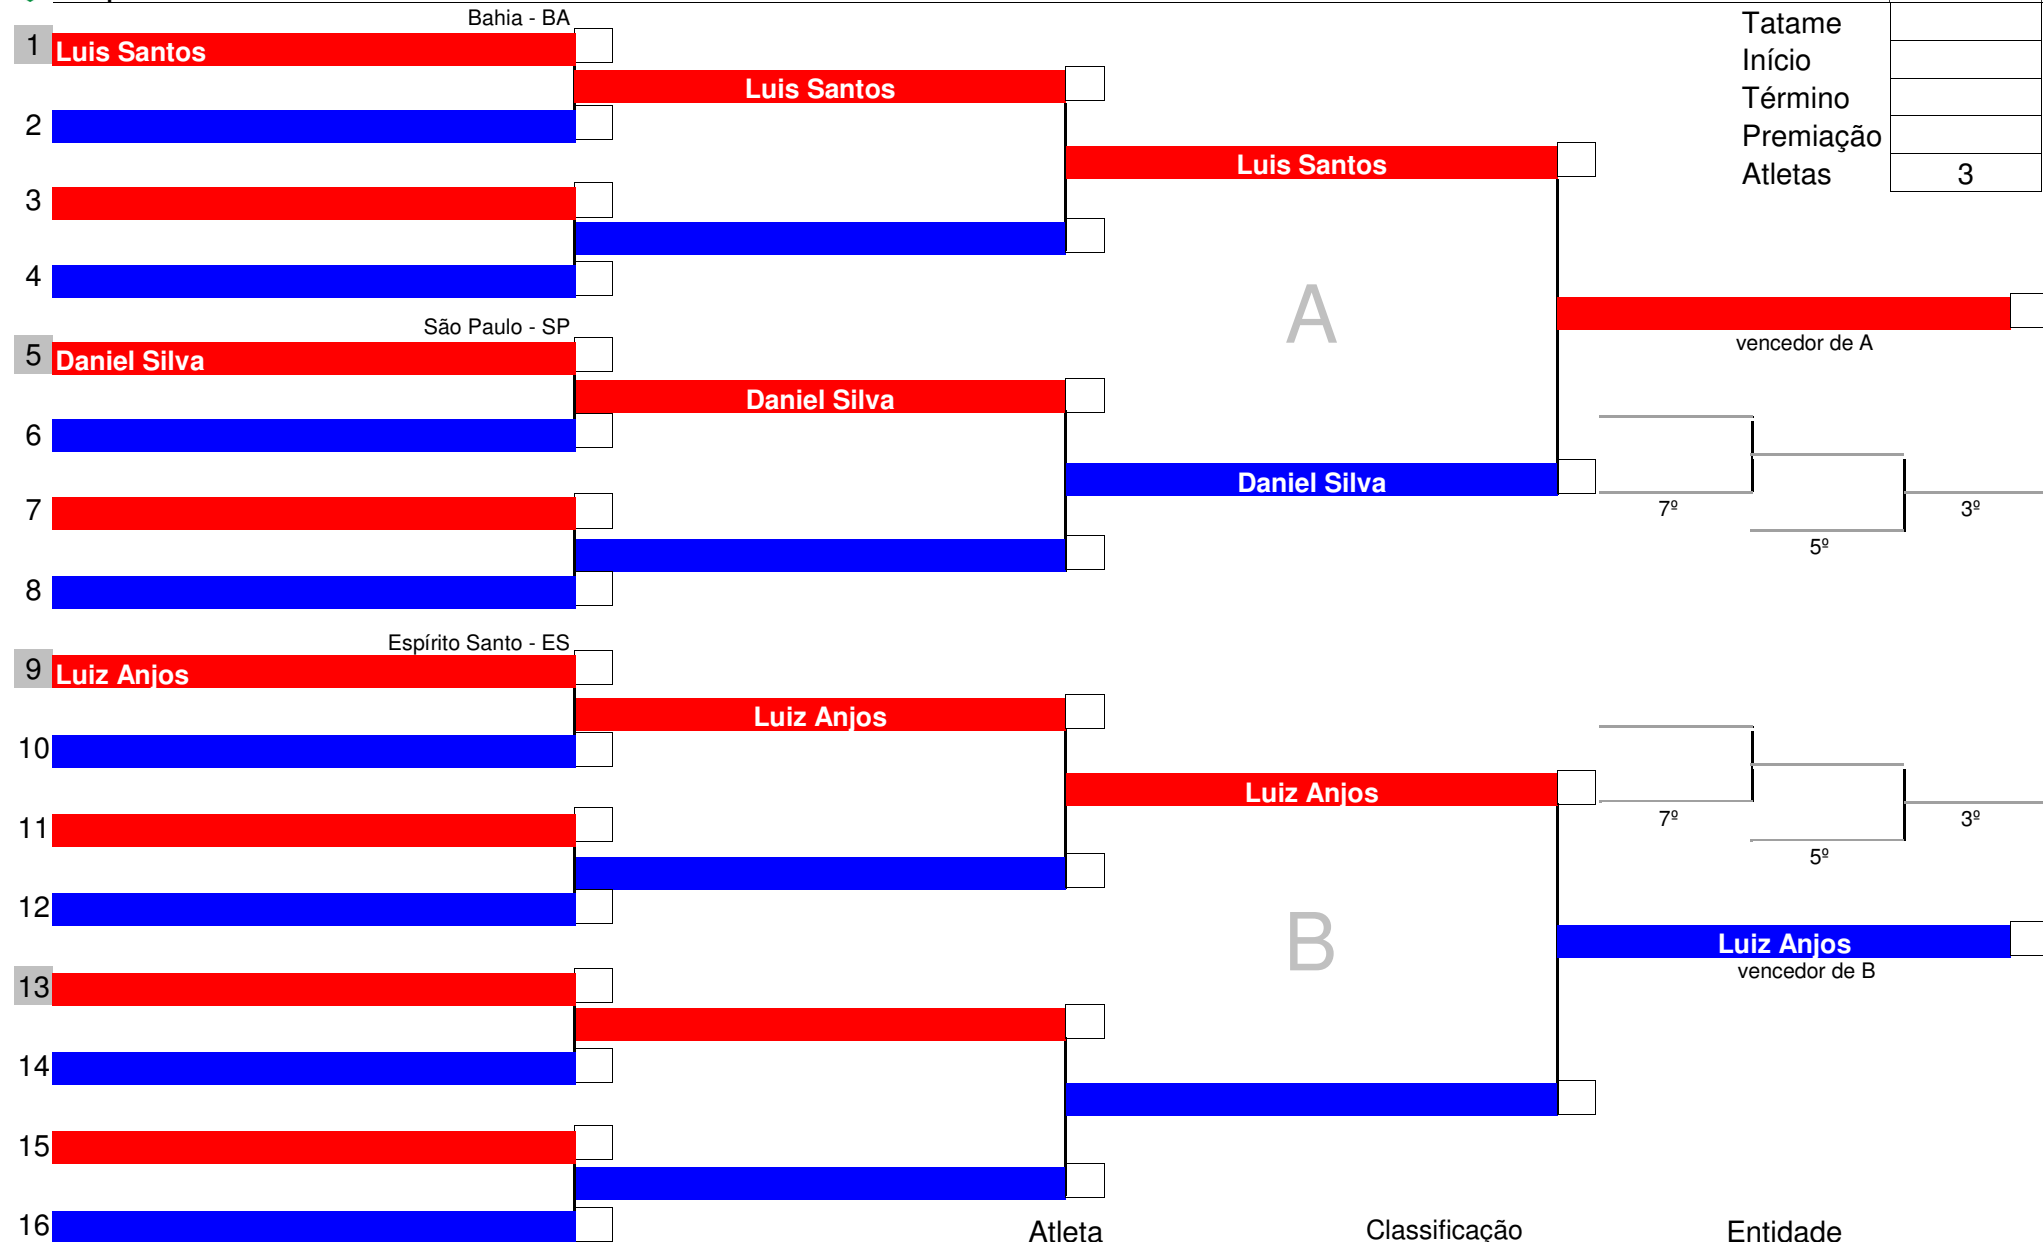 Bahia - BA
1 Luis Santos
Luis Santos
2
Luis Santos
3
4
Tatame
Início
Término
Premiação
Atletas 3
A
vencedor de A
São Paulo - SP
5 Daniel Silva
Daniel Silva
6
Daniel Silva
7
8
7º
3º
5º
Espírito Santo - ES
9 Luiz Anjos
Luiz Anjos
10
Luiz Anjos
11
12
7º
3º
5º
B
Luiz Anjos
vencedor de B
13
14
15
16
Atleta Classificação Entidade